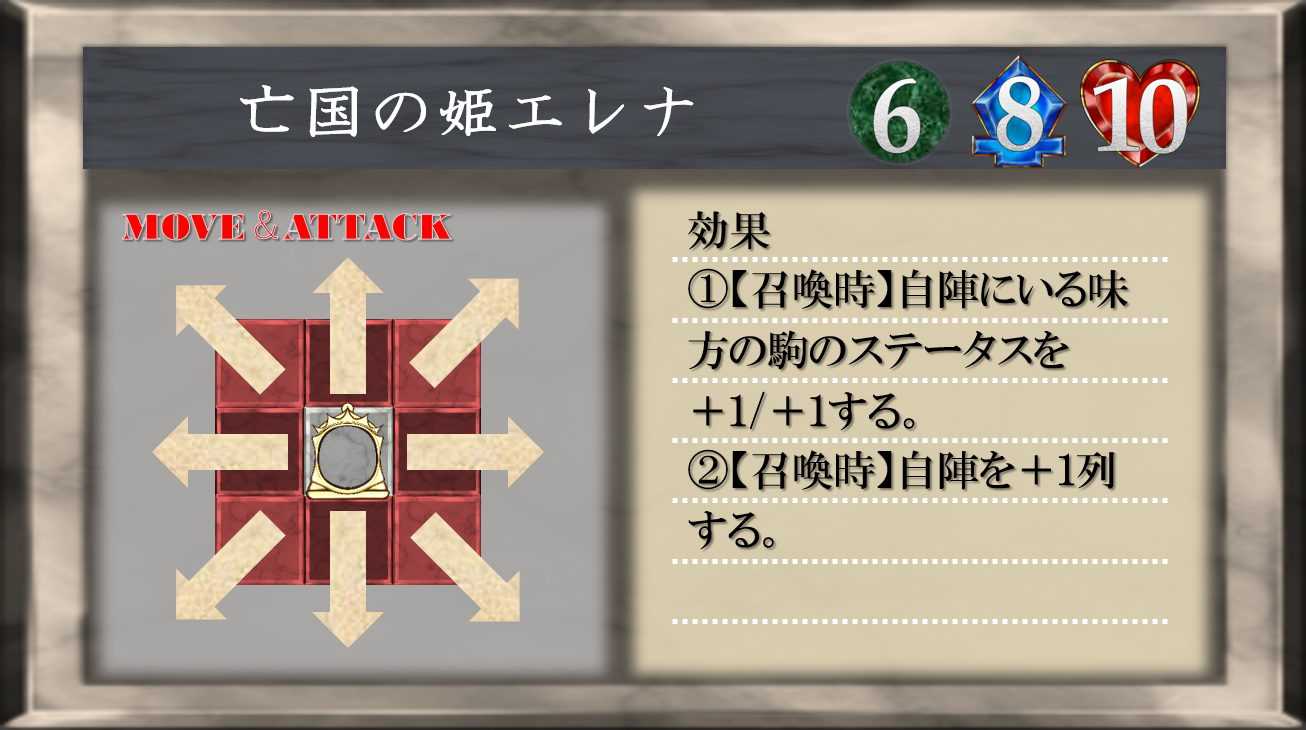 亡国の姫エレナ
6 8 10
MOVE & ATTACK
効果
①【召喚時】自陣にいる味
方の駒のステータスを
+1/+1する。
②【召喚時】自陣を+1列
する。